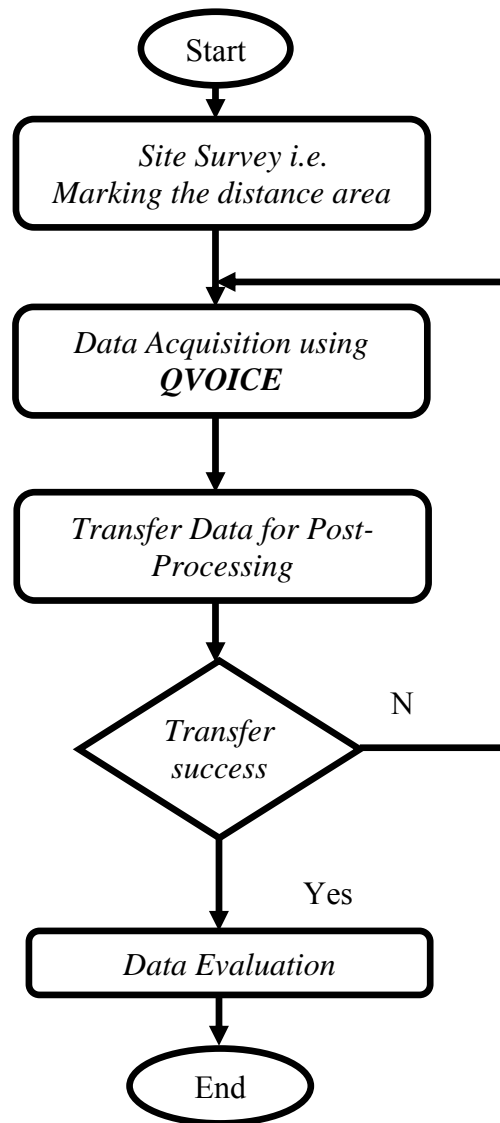 Start
Site Survey i.e.
Marking the distance area
Data Acquisition using
QVOICE
Transfer Data for Post-
Processing
Transfer
success
N
Yes
Data Evaluation
End